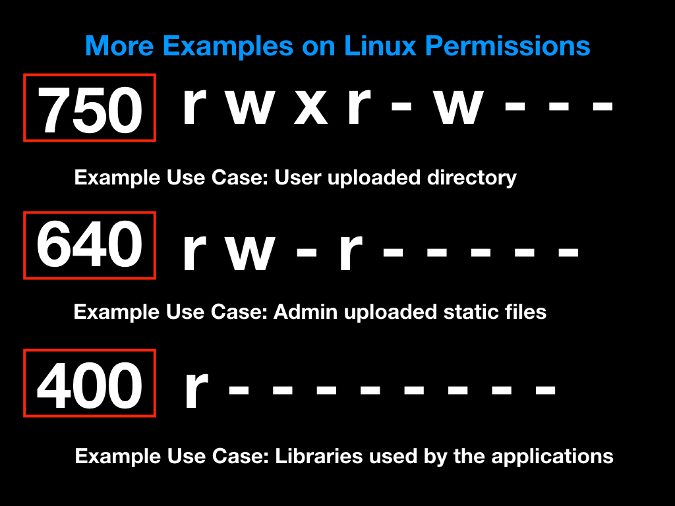 More Examples on Linux Permissions
750 r w x r - w - - -
Example Use Case: User uploaded directory
640 r w - r - - - - -
Example Use Case: Admin uploaded static files
400 r - - - - - - - -
Example Use Case: Libraries used by the applications